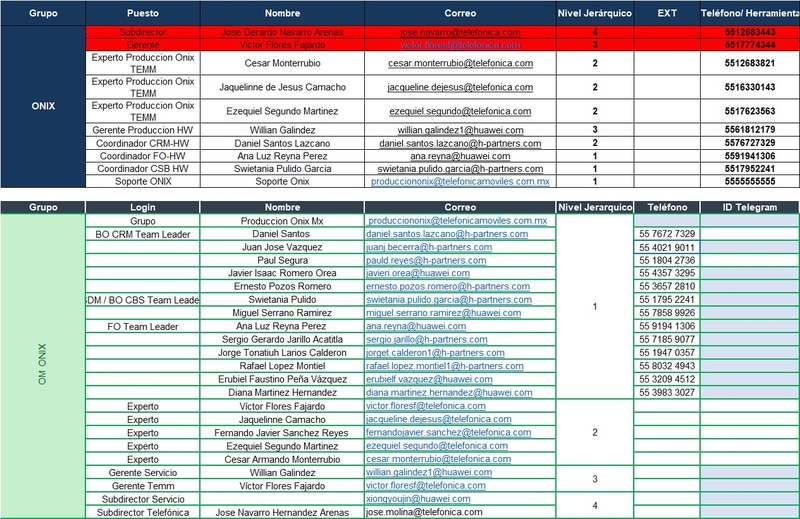 Grupo Puesto Nombre Correo Nivel Jerárquico EXT Teléfono/ Herramienta
Subdirector Jose Gerardo Navarro Arenas jose.navarro@telefonica.com 4 5512683443
Gerente Víctor Flores Fajardo victor.floresf@telefonica.com 3 5517774344
Experto Produccion Onix
TEMM Cesar Monterrubio cesar.monterrubio@telefonica.com 2 5512683821
Experto Produccion Onix
TEMM Jaquelinne de Jesus Camacho jacqueline.dejesus@telefonica.com 2 5516330143
ONIX
Experto Produccion Onix
TEMM Ezequiel Segundo Martinez ezequiel.segundo@telefonica.com 2 5517623563
Gerente Produccion HW Willian Galindez willian.galindez1@huawei.com 3 5561812179
Coordinador CRM-HW Daniel Santos Lazcano daniel.santos.lazcano@h-partners.com 2 5576727329
Coordinador FO-HW Ana Luz Reyna Perez ana.reyna@huawei.com 1 5591941306
Coordinador CSB HW Swietania Pulido Garcia swietania.pulido.garcia@h-partners.com 1 5517952241
Soporte ONIX Soporte Onix producciononix@telefonicamoviles.com.mx 1 5555555555
Grupo Login Nombre Correo Nivel Jerarquico Teléfono ID Telegram
Grupo Produccion Onix Mx producciononix@telefonicamoviles.com.mx
BO CRM Team Leader Daniel Santos daniel.santos.lazcano@h-partners.com 55 7672 7329
Juan Jose Vazquez juanj.becerra@h-partners.com 55 4021 9011
Paul Segura pauld.reyes@h-partners.com 55 1804 2736
Javier Isaac Romero Orea javieri.orea@huawei.com 55 4357 3295
Ernesto Pozos Romero ernesto.pozos.romero@h-partners.com 55 3657 2810
SDM / BO CBS Team Leade Swietania Pulido swietania.pulido.garcia@h-partners.com 1 55 1795 2241
Miguel Serrano Ramirez miguel.serrano.ramirez@huawei.com 55 7858 9926
FO Team Leader Ana Luz Reyna Perez ana.reyna@huawei.com 55 9194 1306
Sergio Gerardo Jarillo Acatitla sergio.jarillo@h-partners.com 55 7185 9077
Jorge Tonatiuh Larios Calderon jorget.calderon1@h-partners.com 55 1947 0357
OM ONIX
Rafael Lopez Montiel rafael.lopez.montiel1@h-partners.com 55 8032 4943
Erubiel Faustino Peña Vázquez erubielf.vazquez@huawei.com 55 3209 4512
Diana Martinez Hernandez diana.martinez.hernandez@huawei.com 55 3983 3027
Experto Víctor Flores Fajardo victor.floresf@telefonica.com
Experto Jaquelinne Camacho jacqueline.dejesus@telefonica.com
Experto Fernando Javier Sanchez Reyes fernandojavier.sanchez@telefonica.com 2
Experto Ezequiel Segundo Martinez ezequiel.segundo@telefonica.com
Experto Cesar Armando Monterrubio cesar.monterrubio@telefonica.com
Gerente Servicio Willian Galindez willian.galindez1@huawei.com 3
Gerente Temm Víctor Flores Fajardo victor.floresf@telefonica.com
Subdirector Servicio xiongyoujin@huawei.com 4
Subdirector Telefónica Jose Navarro Hernandez Arenas jose.molina@telefonica.com